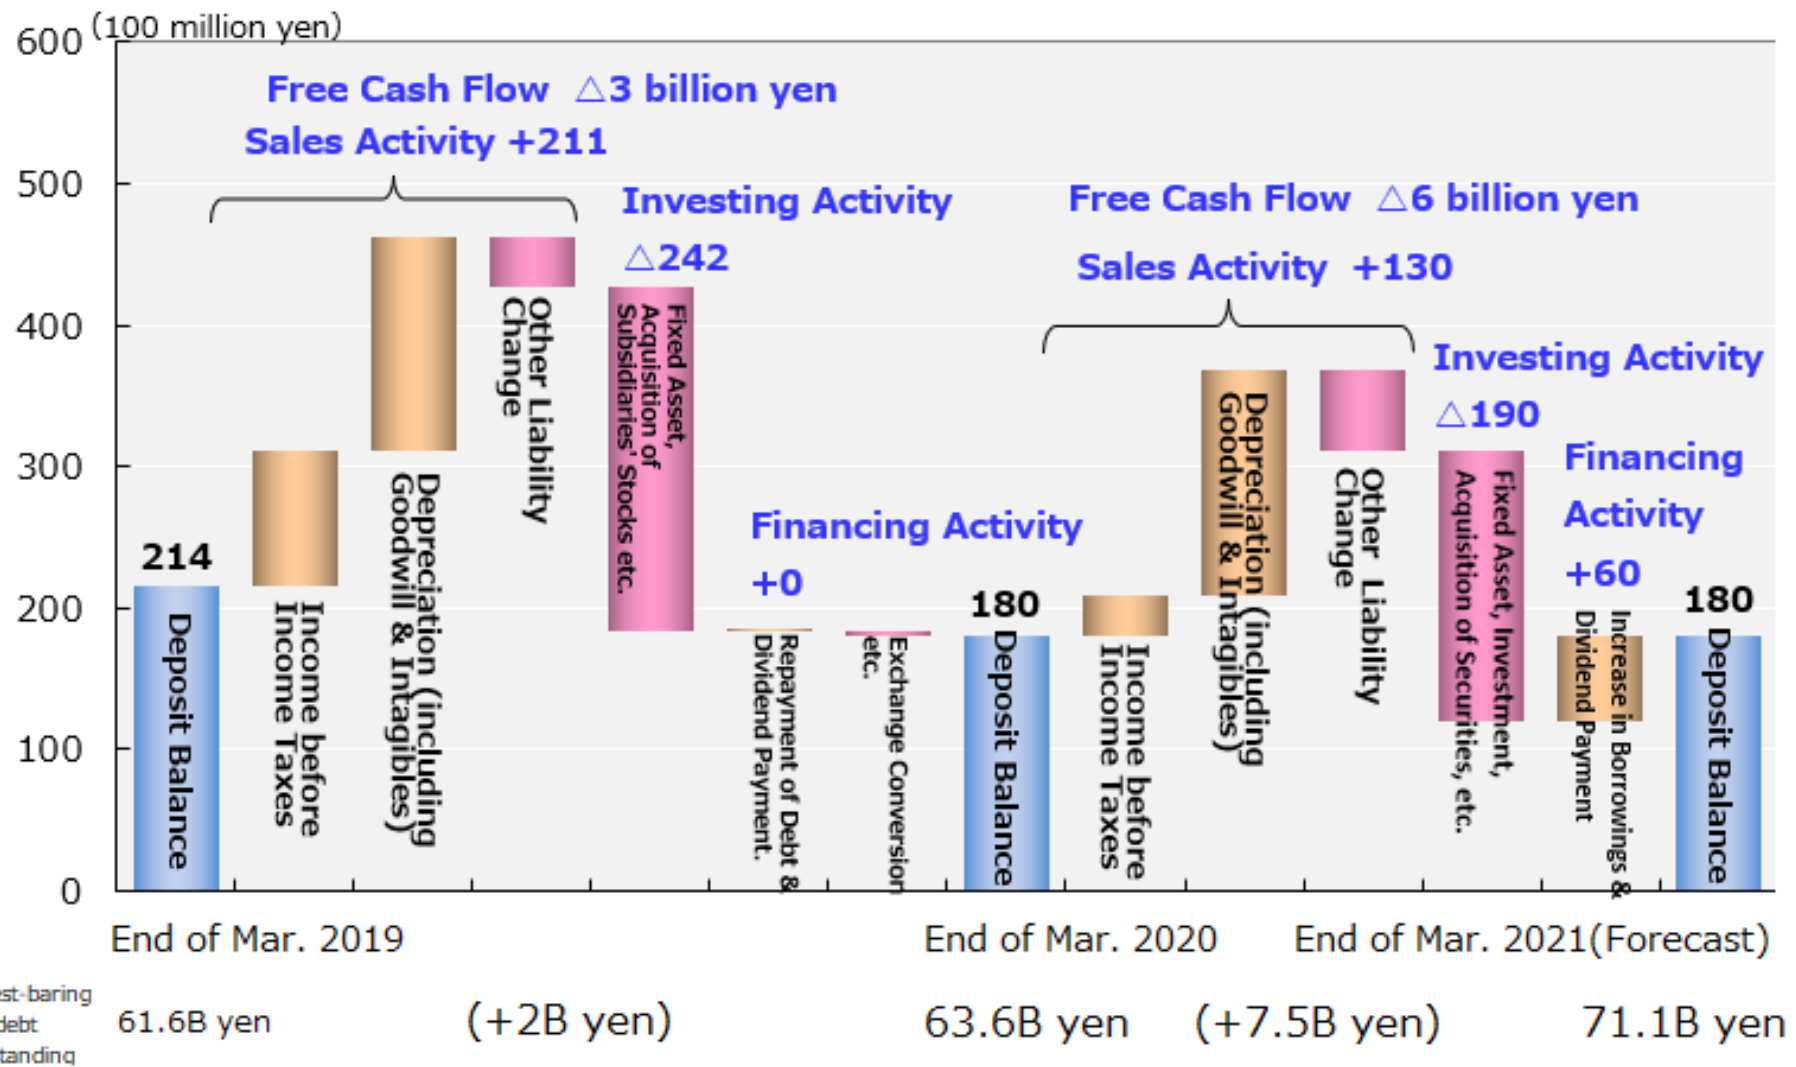 (100 million yen)
600
500
400
300
200
100
0
Free Cash Flow △3 billion yen
Sales Activity +211
Investing Activity
△242
Free Cash Flow △6 billion yen
Sales Activity +130
Investing Activity
△190
Financing
Activity
+60
Financing Activity
+0
214
Deposit Balance
Income before
Income Taxes
Depreciation (including
Goodwill & Intagibles)
Other Liability
Change
Fixed Asset,
Acquisition of
Subsidiaries' Stocks etc.
Repayment of Debt &
Dividend Payment.
Exchange Conversion
etc.
180
Deposit Balance
Income before
Income Taxes
Depreciation (including
Goodwill & Intagibles)
Other Liability
Change
Fixed Asset, Investment,
Acquisition of Securities, etc.
Increase in Borrowings &
Dividend Payment
180
Deposit Balance
End of Mar. 2019
End of Mar. 2020
End of Mar. 2021(Forecast)
est-baring
debt
tanding
61.6B yen
(+2B yen)
63.6B yen
(+7.5B yen)
71.1B yen